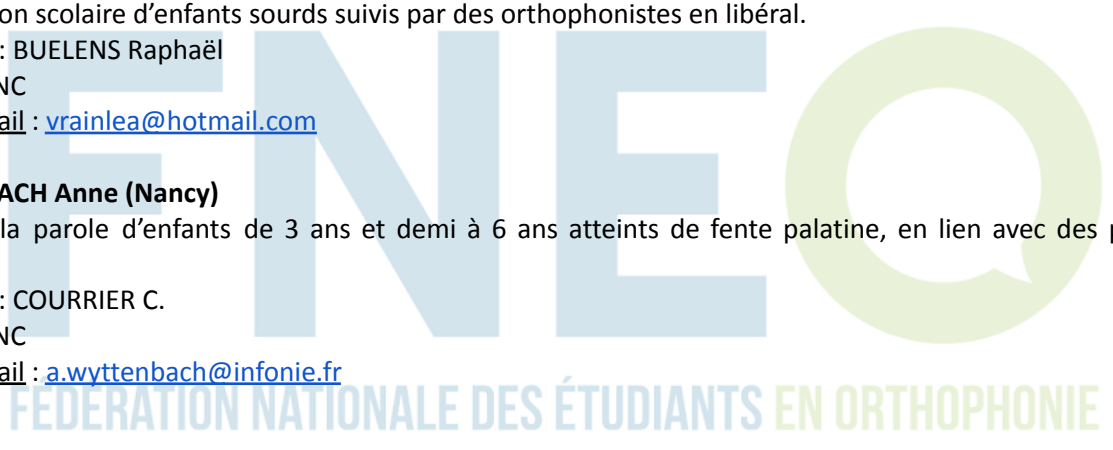 on scolaire d’enfants sourds suivis par des orthophonistes en libéral.
: BUELENS Raphaël
NC
ail : vrainlea@hotmail.com
ACH Anne (Nancy)
la parole d’enfants de 3 ans et demi à 6 ans atteints de fente palatine, en lien avec des p
: COURRIER C.
NC
ail : a.wyttenbach@infonie.fr
FNEO
FÉDÉRATION NATIONALE DES ÉTUDIANTS EN ORTHOPHONIE